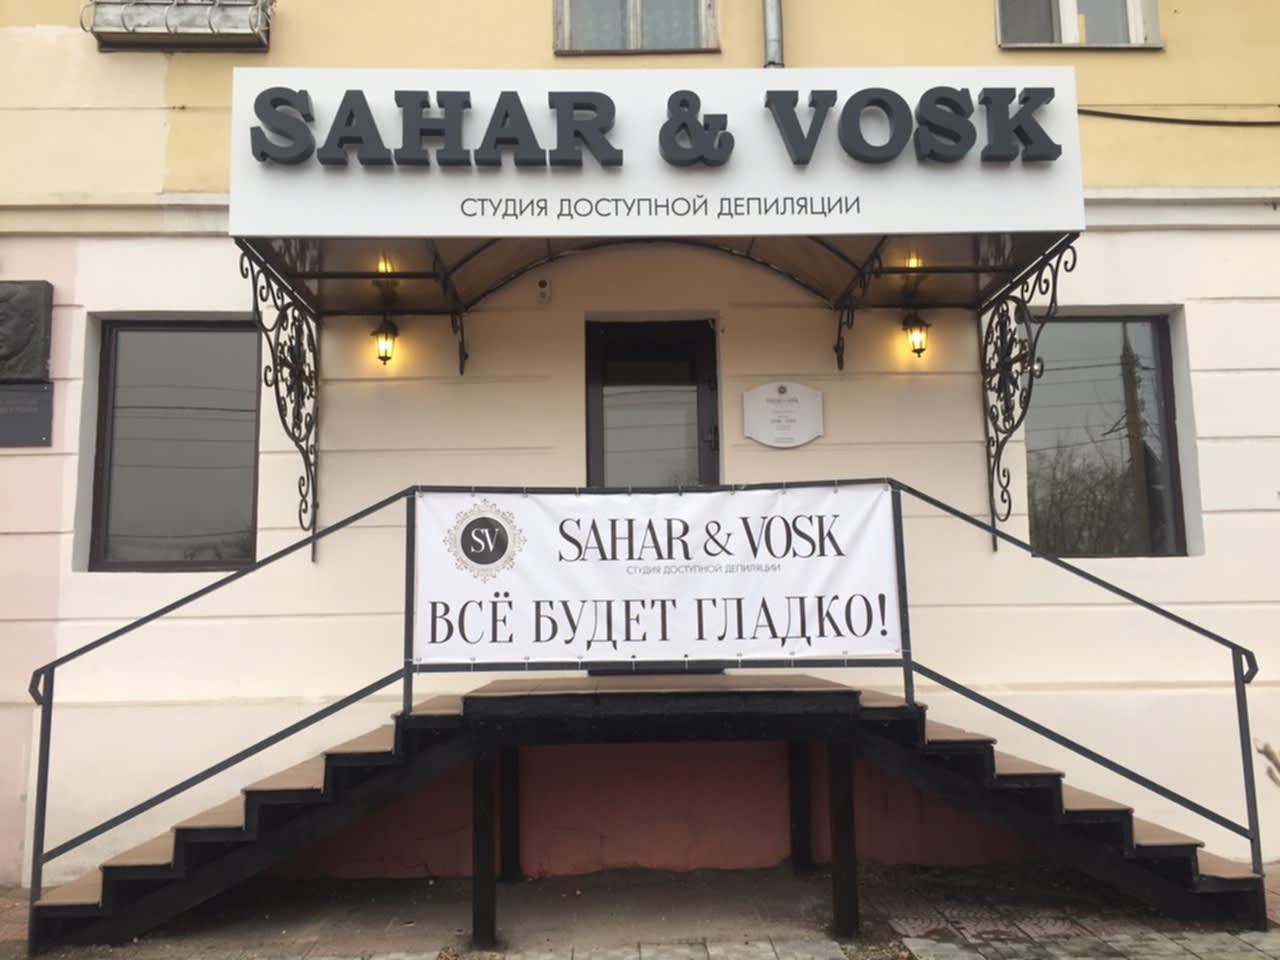 SAHAR & VOSK
СТУДИЯ ДОСТУПНОЙ ДЕПИЛЯЦИИ
SV
SAHAR & VOSK
СТУДИЯ ДОСТУПНОЙ ДЕПИЛЯЦИИ
ВСЁ БУДЕТ ГЛАДКО!